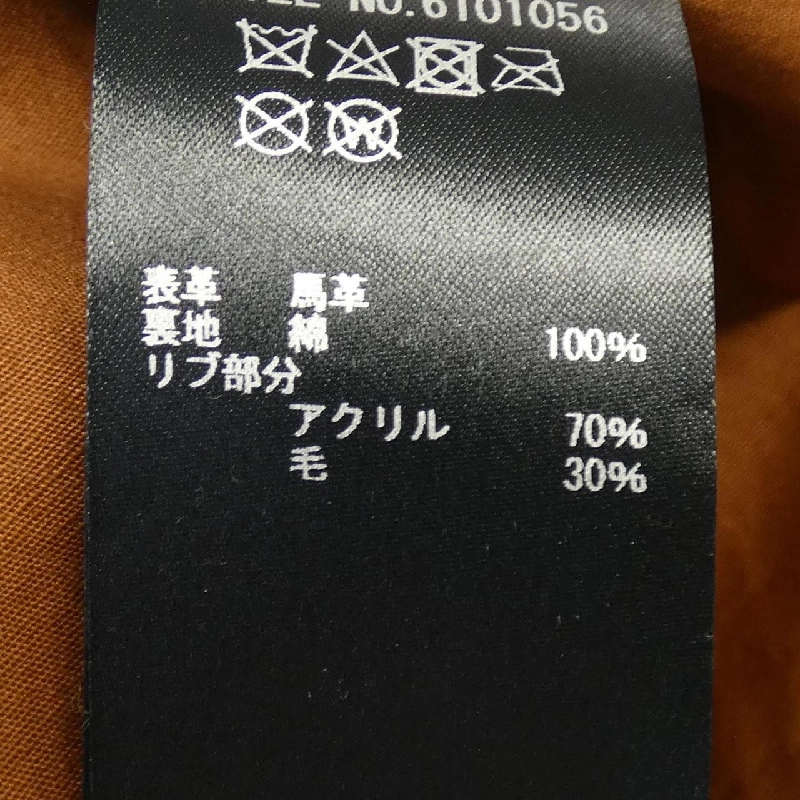 NO.6101056
表革 馬革
裏地 綿 100%
リブ部分
アクリル 70%
毛 30%